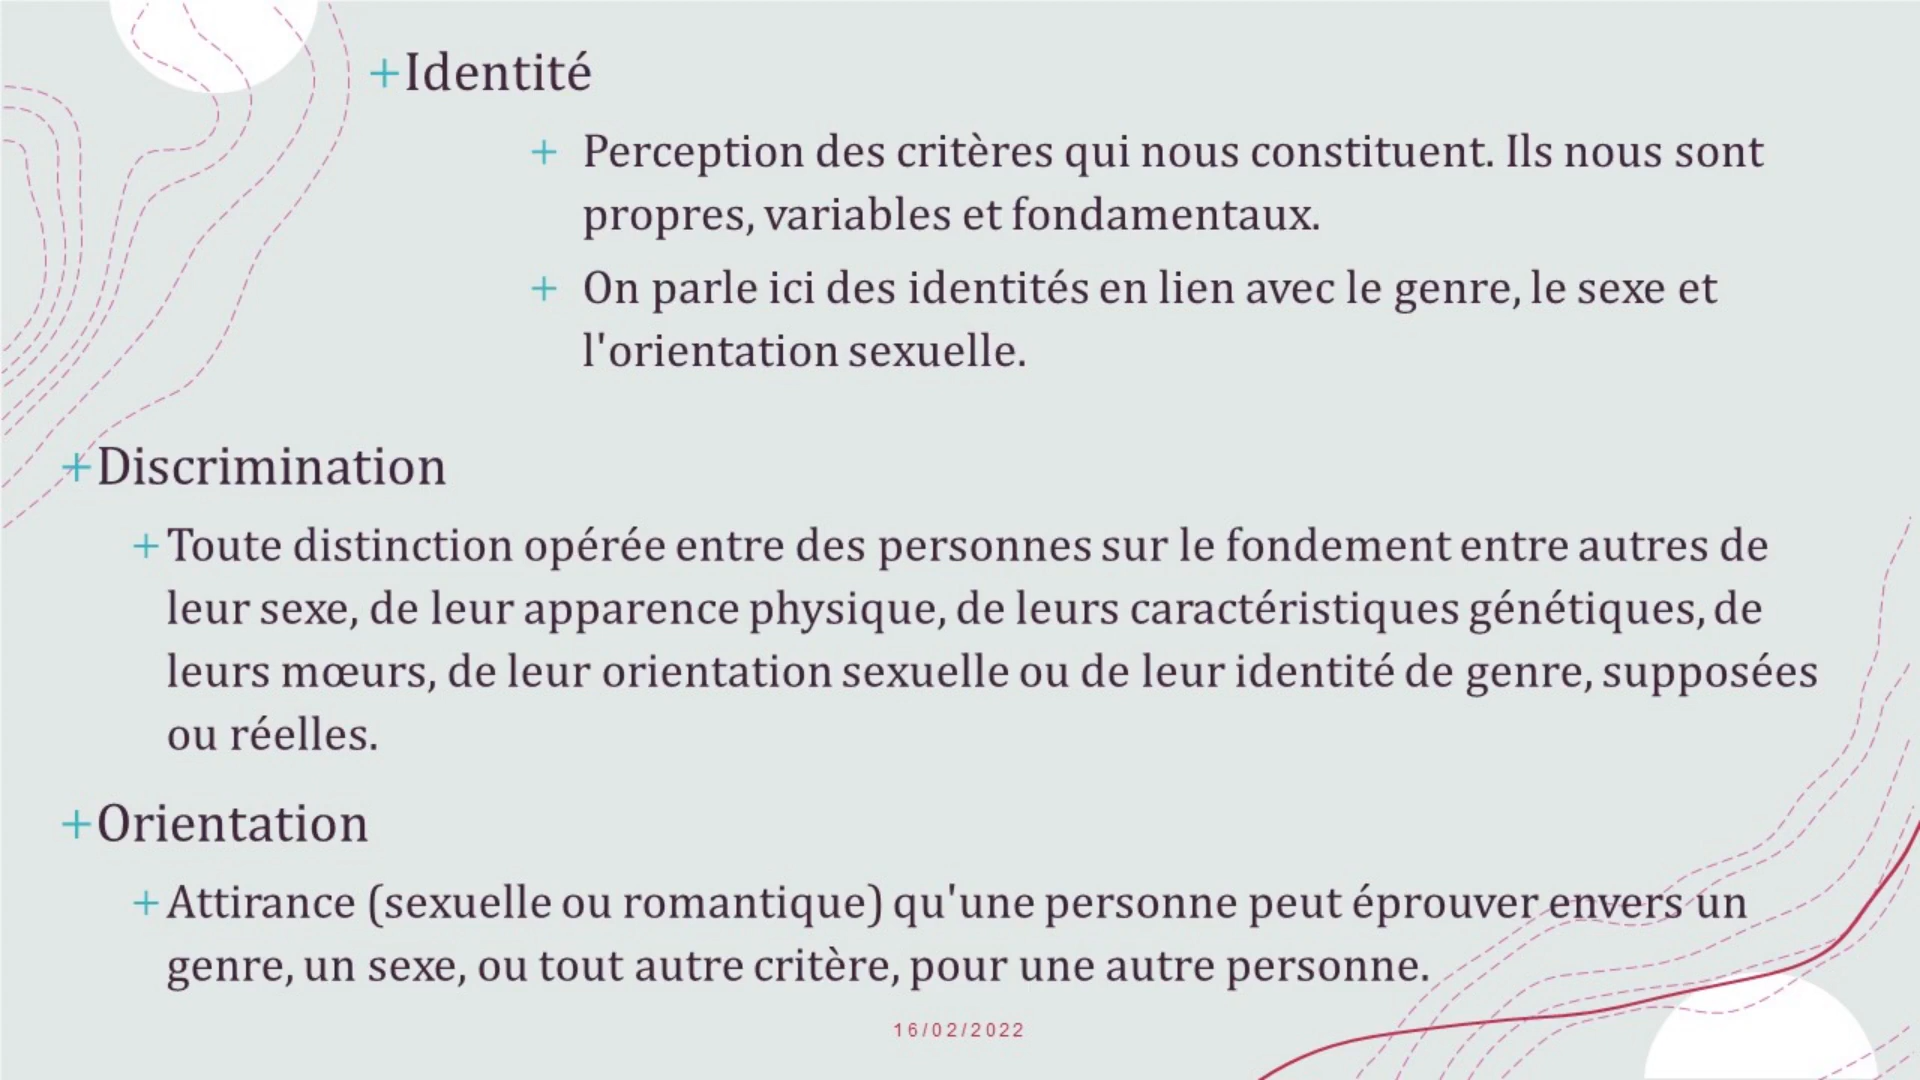 +Identité
+ Perception des critères qui nous constituent. Ils nous sont
propres, variables et fondamentaux.
+ On parle ici des identités en lien avec le genre, le sexe et
l'orientation sexuelle.
+Discrimination
+Toute distinction opérée entre des personnes sur le fondement entre autres de
leur sexe, de leur apparence physique, de leurs caractéristiques génétiques, de
leurs mœurs, de leur orientation sexuelle ou de leur identité de genre, supposées
ou réelles.
+Orientation
+Attirance (sexuelle ou romantique) qu'une personne peut éprouver envers un
genre, un sexe, ou tout autre critère, pour une autre personne.
16/02/2022